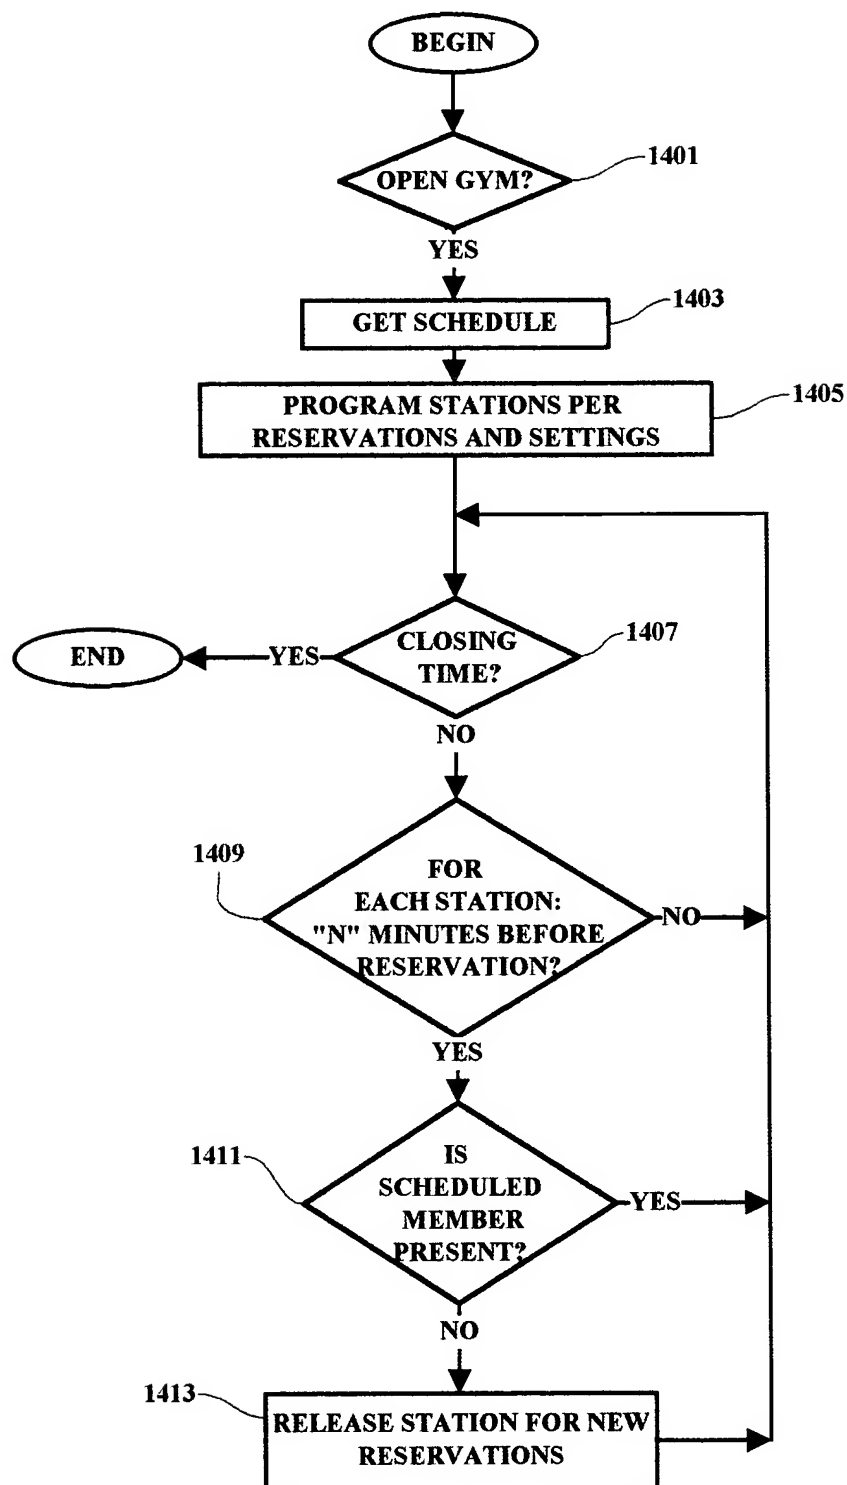 BEGIN
OPEN GYM?
1401
YES
GET SCHEDULE
1403
PROGRAM STATIONS PER
RESERVATIONS AND SETTINGS
1405
CLOSING
TIME?
1407
YES
END
NO
1409
FOR
EACH STATION:
"N" MINUTES BEFORE
RESERVATION?
NO
YES
1411
IS
SCHEDULED
MEMBER
PRESENT?
YES
NO
1413
RELEASE STATION FOR NEW
RESERVATIONS